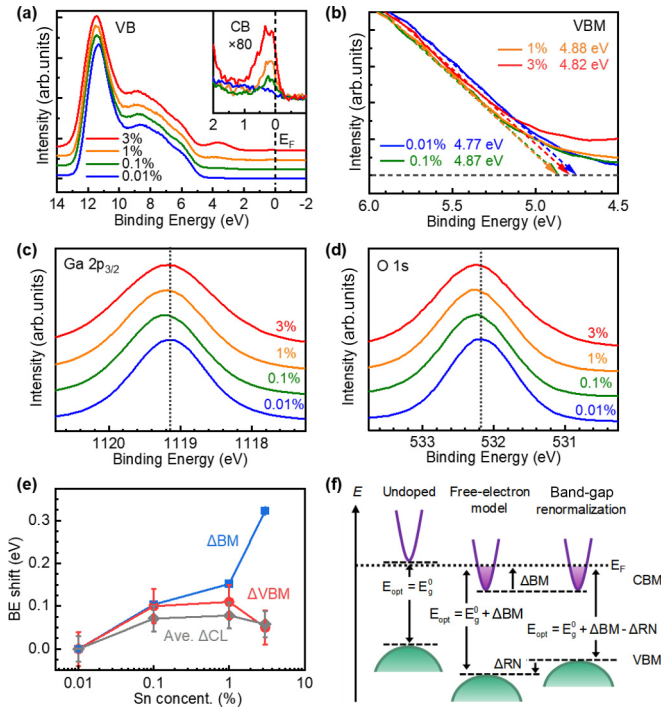 (a)
VB
CB
×80
2 1 0
E_F
3%
1%
0.1%
0.01%
Intensity (arb.units)
14 12 10 8 6 4 2 0 -2
Binding Energy (eV)
(b)
VBM
1% 4.88 eV
3% 4.82 eV
0.01% 4.77 eV
0.1% 4.87 eV
Intensity (arb.units)
6.0 5.5 5.0 4.5
Binding Energy (eV)
(c)
Ga 2p3/2
3%
1%
0.1%
0.01%
Intensity (arb.units)
1120 1119 1118
Binding Energy (eV)
(d)
O 1s
3%
1%
0.1%
0.01%
Intensity (arb.units)
533 532 531
Binding Energy (eV)
(e)
BE shift (eV)
0.3
0.2
0.1
0.0
ΔBM
ΔVBM
Ave. ΔCL
0.01 0.1 1 10
Sn concent. (%)
(f)
E
Undoped
Free-electron
model
Band-gap
renormalization
E_F
CBM
ΔBM
E_opt = E_g^0
E_opt = E_g^0 + ΔBM
E_opt = E_g^0 + ΔBM - ΔRN
ΔRN
VBM